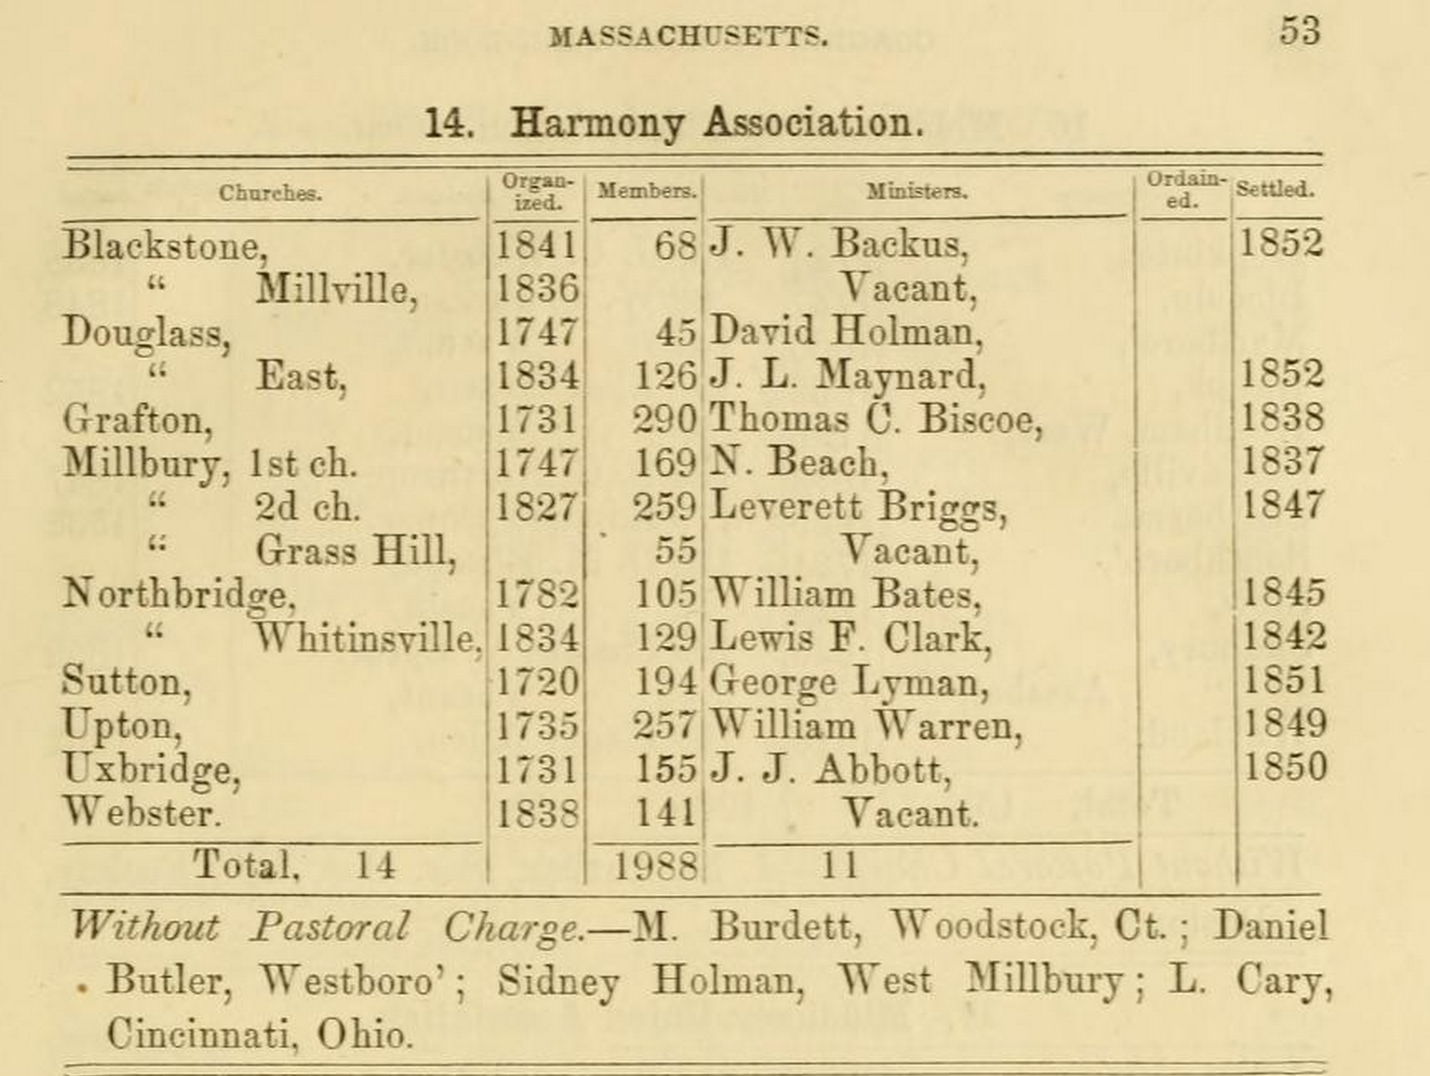 MASSACHUSETTS. 53
14. Harmony Association.
Churches. Organ-ized. Members. Ministers. Ordain-ed. Settled.
Blackstone, 1841 68 J. W. Backus, 1852
“ Millville, 1836 Vacant,
Douglass, 1747 45 David Holman,
“ East, 1834 126 J. L. Maynard, 1852
Grafton, 1731 290 Thomas C. Biscoe, 1838
Millbury, 1st ch. 1747 169 N. Beach, 1837
“ 2d ch. 1827 259 Leverett Briggs, 1847
“ Grass Hill, 55 Vacant,
Northbridge, 1782 105 William Bates, 1845
“ Whitinsville, 1834 129 Lewis F. Clark, 1842
Sutton, 1720 194 George Lyman, 1851
Upton, 1735 257 William Warren, 1849
Uxbridge, 1731 155 J. J. Abbott, 1850
Webster. 1838 141 Vacant.
Total, 14 1988 11
Without Pastoral Charge.—M. Burdett, Woodstock, Ct.; Daniel
Butler, Westboro’; Sidney Holman, West Millbury; L. Cary,
Cincinnati, Ohio.